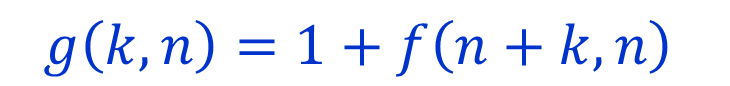 g(k, n) = 1 + f(n + k, n)